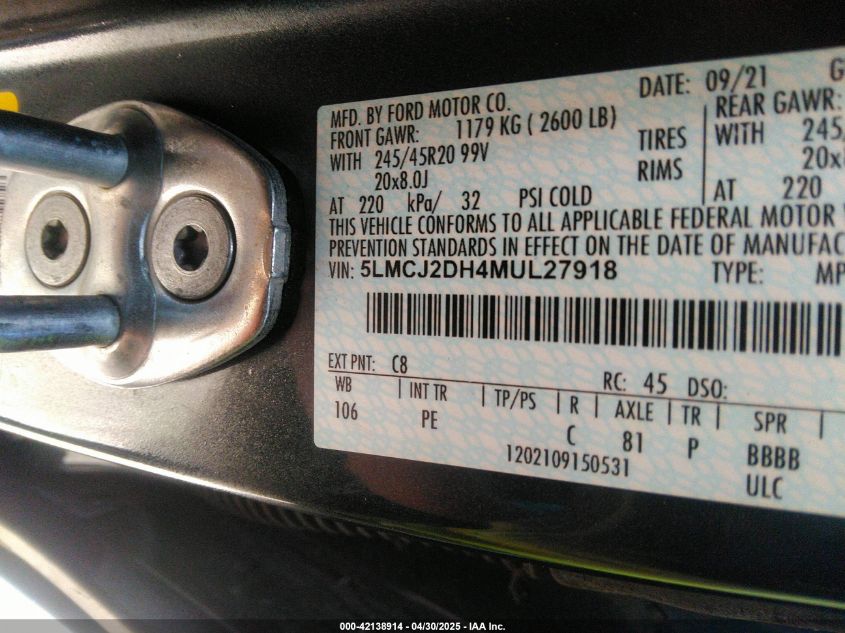 MFD. BY FORD MOTOR CO.
DATE: 09/21
FRONT GAWR: 1179 KG ( 2600 LB)
REAR GAWR:
WITH 245/45R20 99V
TIRES
WITH 245/
20x8.0J
RIMS
20x8
AT 220 kPa/ 32 PSI COLD
AT 220
THIS VEHICLE CONFORMS TO ALL APPLICABLE FEDERAL MOTOR
PREVENTION STANDARDS IN EFFECT ON THE DATE OF
VIN: 5LMCJ2DH4MUL27918 TYPE: MP
EXT PNT: C8 RC: 45 DSO:
WB | INT TR | TP/PS | R | AXLE | TR | SPR |
106 PE C 81 P BBBB
1202109150531 ULC
000-42138914 - 04/30/2025 - IAA Inc.